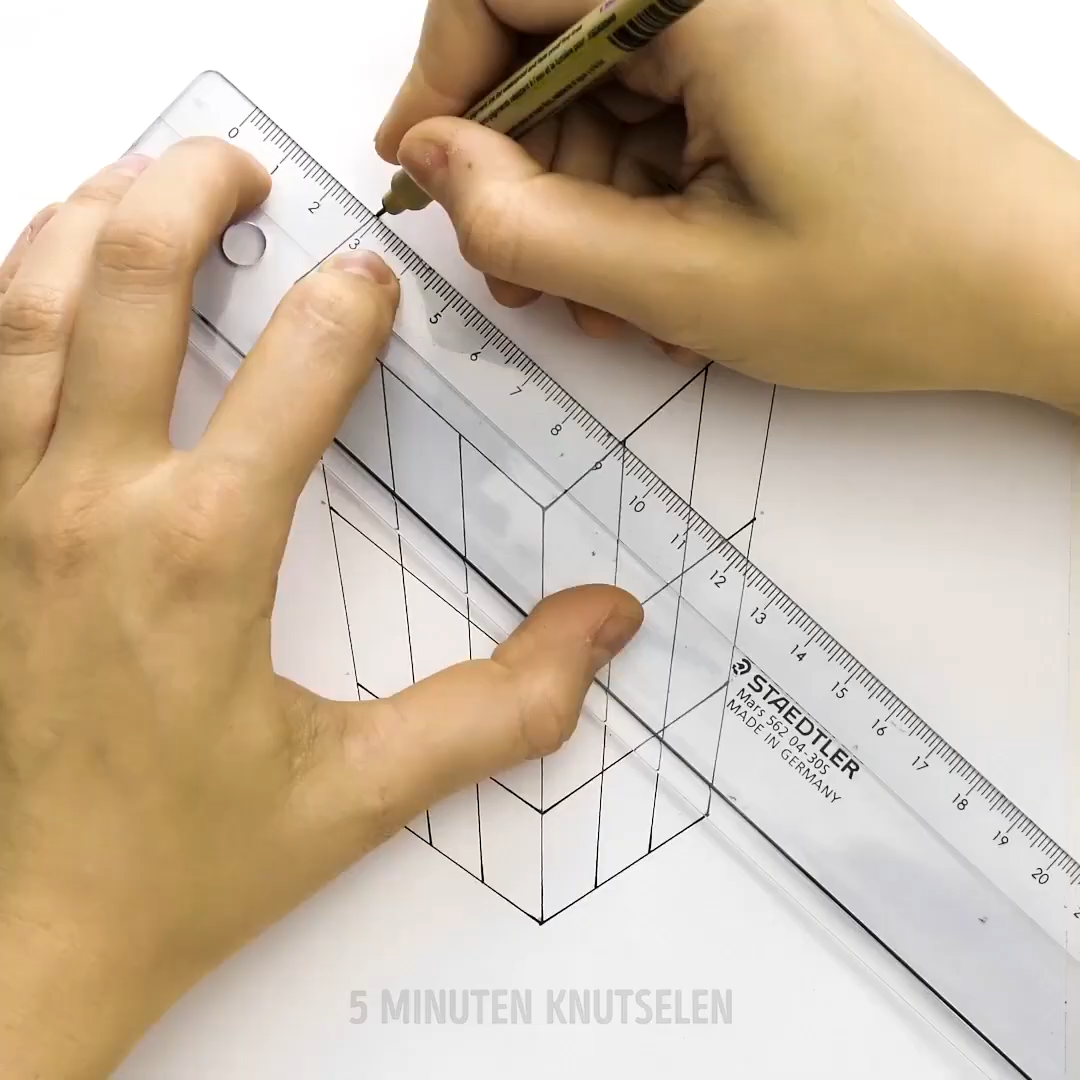 0 1 2 3 5 6 7 8 9 10 11 12 13 14 15 16 17 18 19 20
STAEDTLER
Mars 562 04-30S
MADE IN GERMANY
5 MINUTEN KNUTSELEN